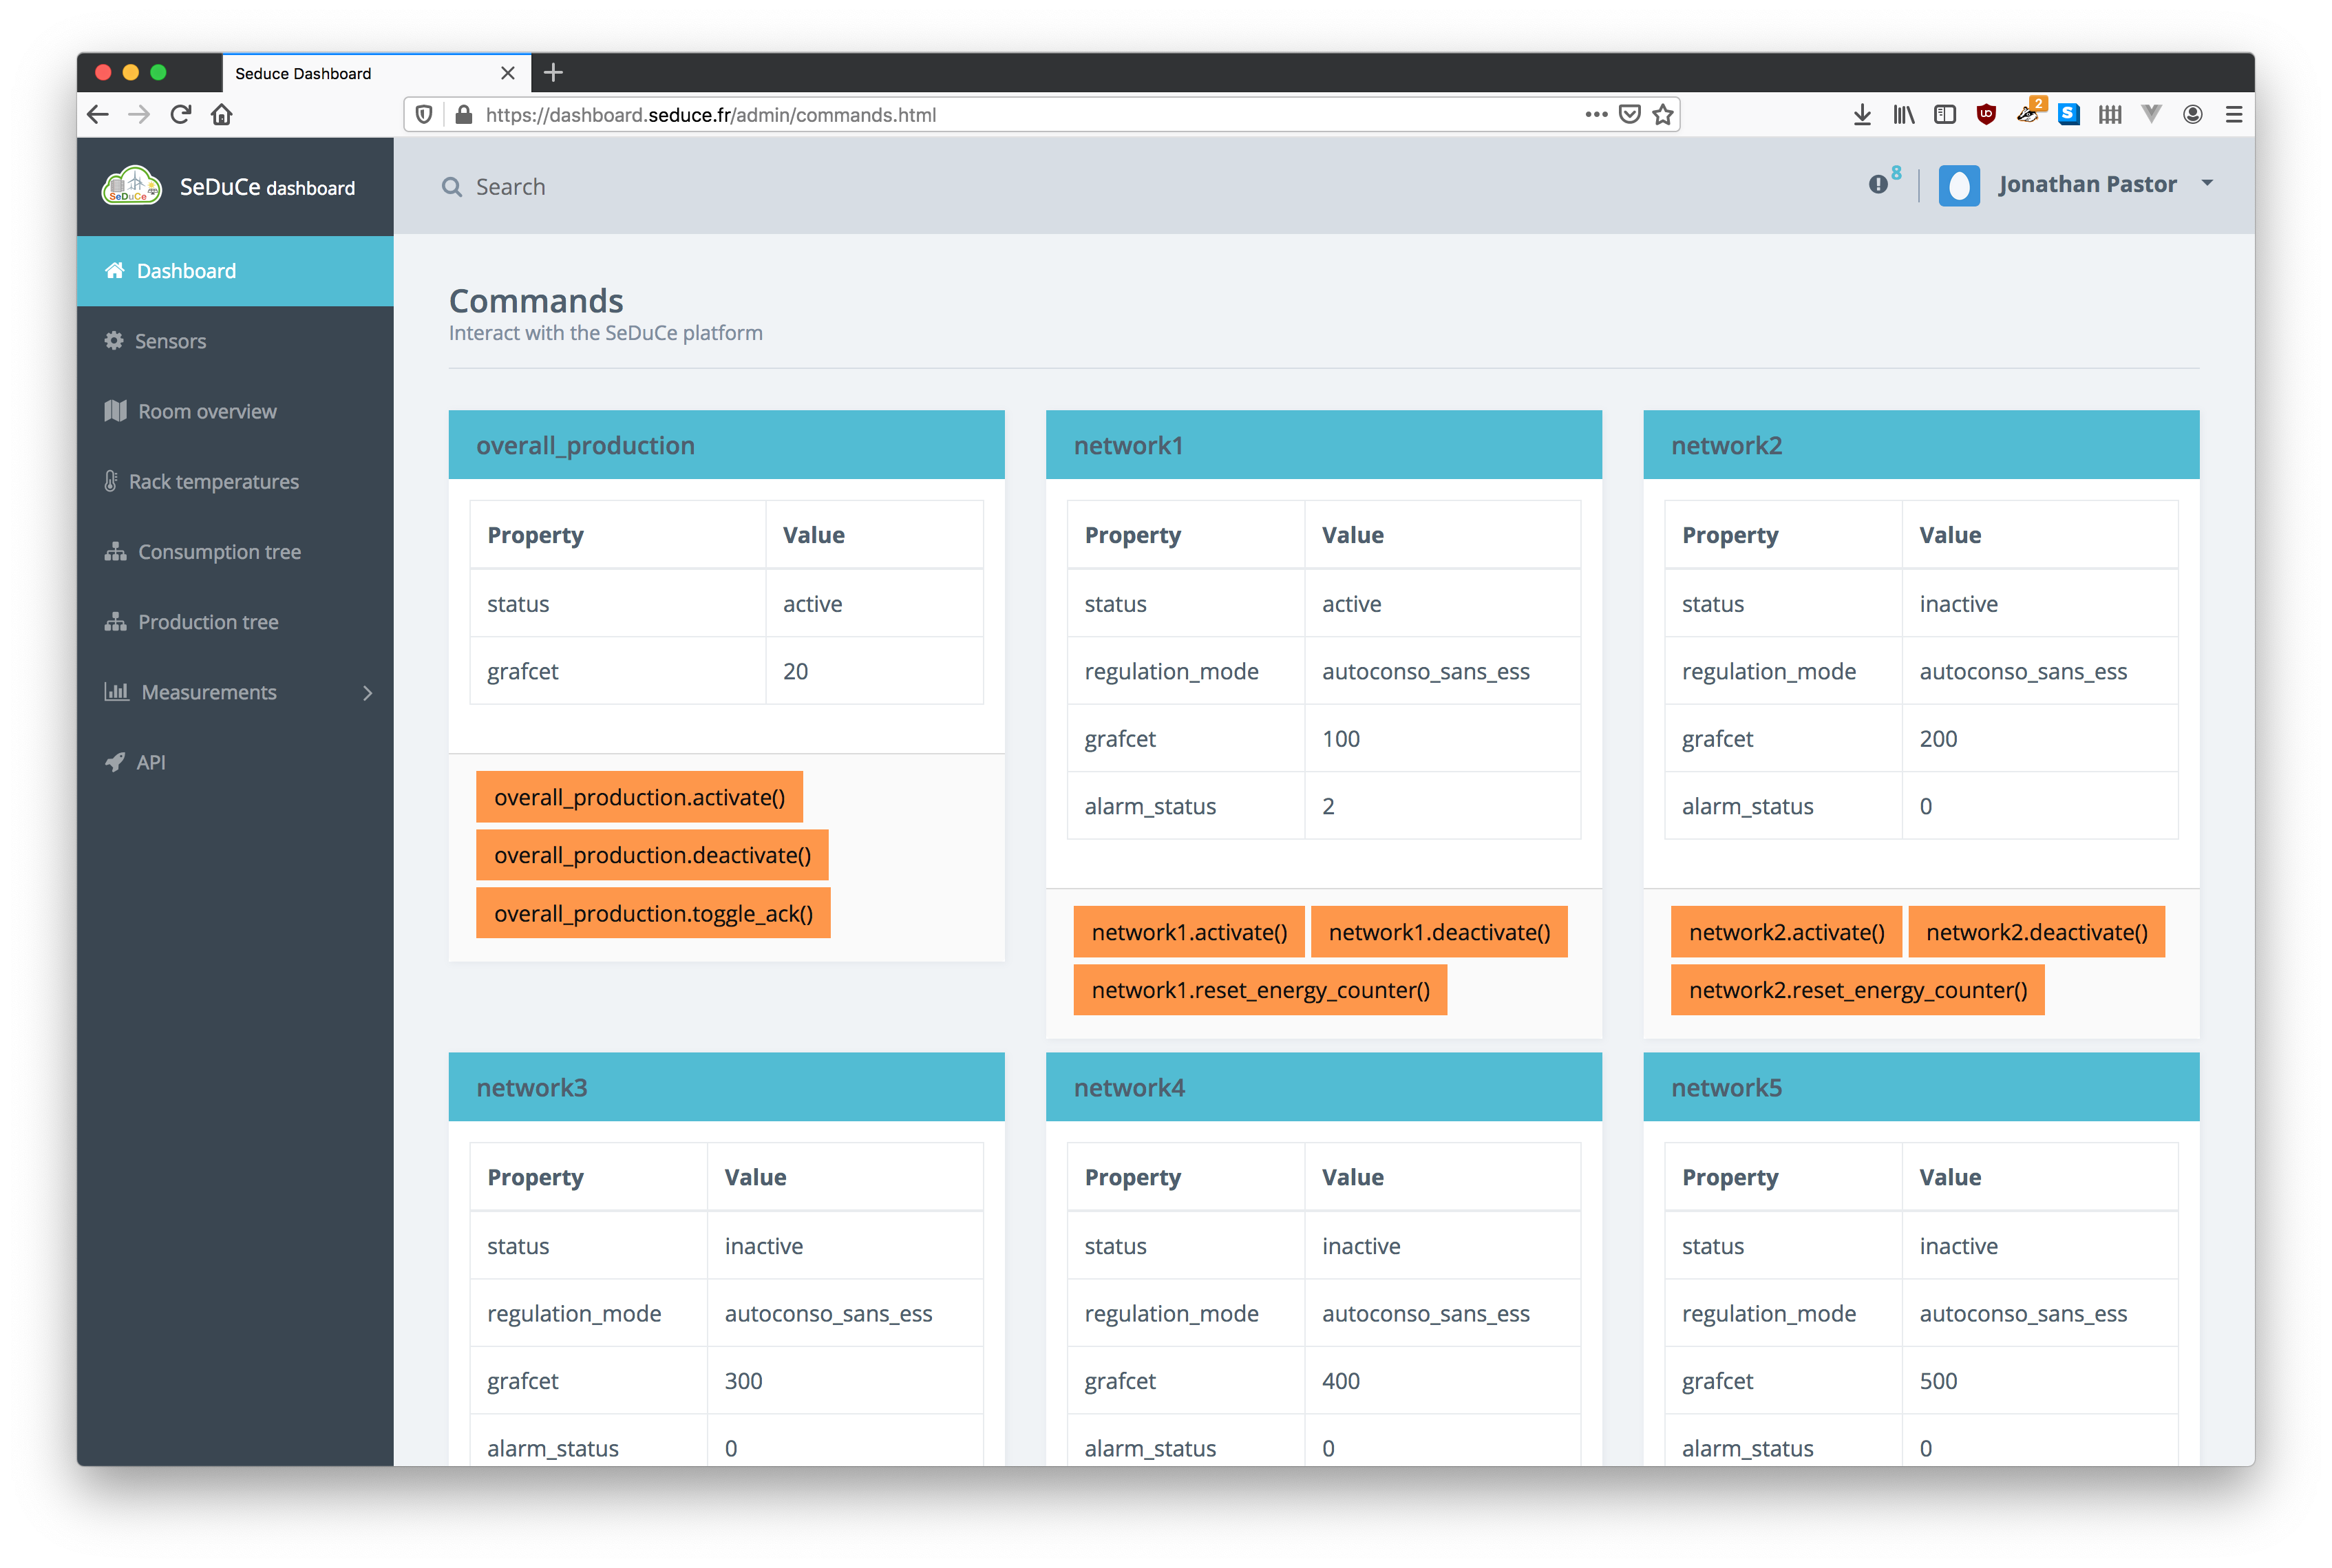 Seduce Dashboard
https://dashboard.seduce.fr/admin/commands.html
2
SeDuCe
SeDuCe dashboard
Search
8
Jonathan Pastor
Dashboard
Sensors
Room overview
Rack temperatures
Consumption tree
Production tree
Measurements
API
Commands
Interact with the SeDuCe platform
overall_production
Property Value
status active
grafcet 20
overall_production.activate()
overall_production.deactivate()
overall_production.toggle_ack()
network1
Property Value
status active
regulation_mode autoconso_sans_ess
grafcet 100
alarm_status 2
network1.activate() network1.deactivate()
network1.reset_energy_counter()
network2
Property Value
status inactive
regulation_mode autoconso_sans_ess
grafcet 200
alarm_status 0
network2.activate() network2.deactivate()
network2.reset_energy_counter()
network3
Property Value
status inactive
regulation_mode autoconso_sans_ess
grafcet 300
alarm_status 0
network4
Property Value
status inactive
regulation_mode autoconso_sans_ess
grafcet 400
alarm_status 0
network5
Property Value
status inactive
regulation_mode autoconso_sans_ess
grafcet 500
alarm_status 0